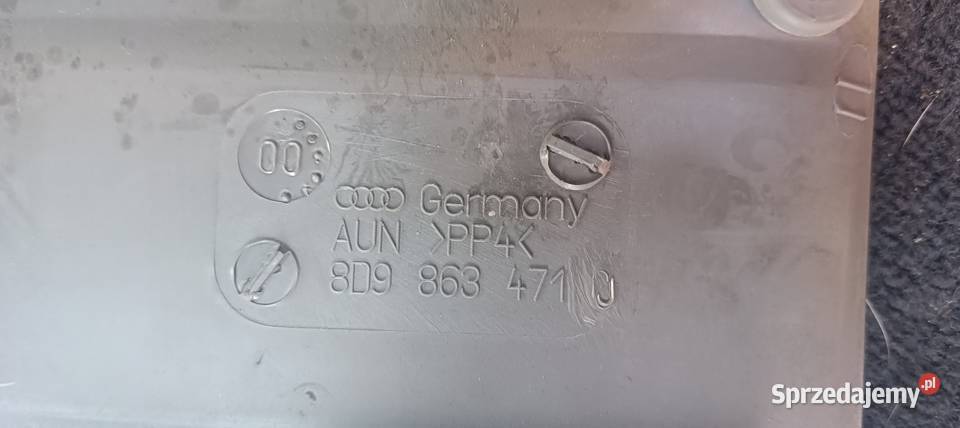 00
Germany
AUN >PP4<
8D9 863 471
Sprzedajemy.pl